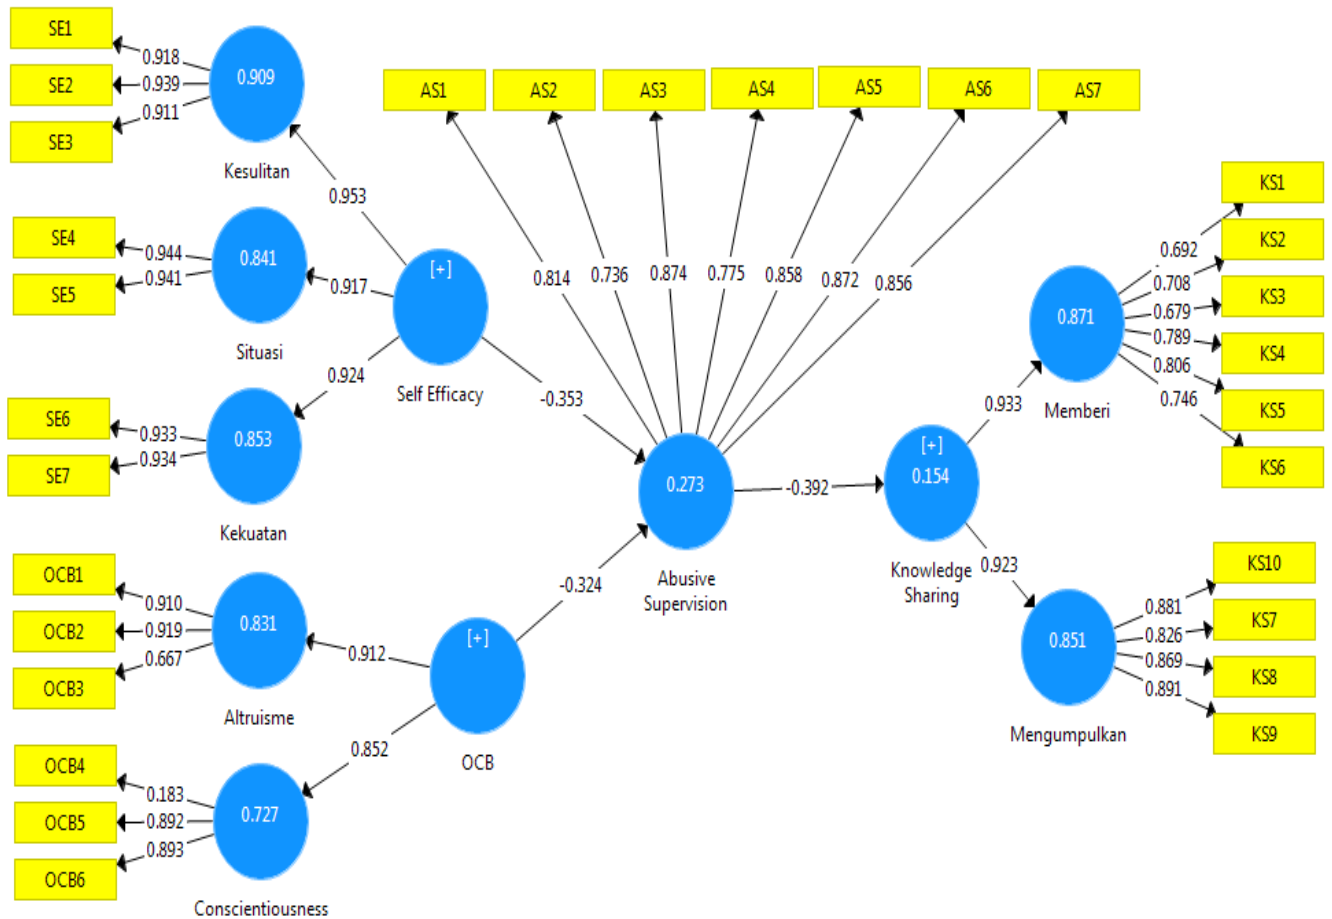 SE1
0.918
SE2
0.939
SE3
0.911
0.909
Kesulitan
0.953
SE4
0.944
SE5
0.941
0.841
Situasi
0.917
SE6
0.933
SE7
0.934
0.853
Kekuatan
0.924
[+]
Self Efficacy
-0.353
AS1
AS2
AS3
AS4
AS5
AS6
AS7
0.814
0.736
0.874
0.775
0.858
0.872
0.856
0.273
Abusive
Supervision
-0.392
OCB1
0.910
OCB2
0.919
OCB3
0.667
0.831
Altruisme
0.912
OCB4
0.183
OCB5
0.892
OCB6
0.893
0.727
Conscientiousness
0.852
[+]
OCB
-0.324
[+]
0.154
Knowledge
Sharing
0.933
0.923
0.871
Memberi
KS1
0.692
KS2
0.708
KS3
0.679
KS4
0.789
KS5
0.806
KS6
0.746
0.851
Mengumpulkan
KS10
0.881
KS7
0.826
KS8
0.869
KS9
0.891